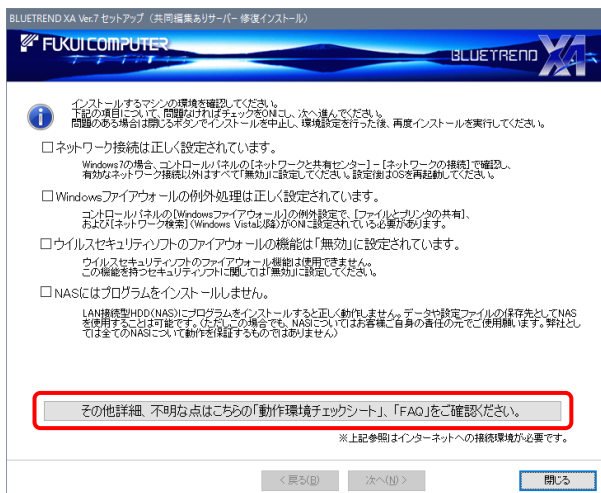 BLUETREND XA Ver.7 セットアップ（共同編集ありサーバー 修復インストール）
FUKUI COMPUTER
BLUETREND XA
インストールするマシンの環境を確認してください。
下記の項目について、問題なければチェックをONにし、次へ進んでください。
問題のある場合は閉じるボタンでインストールを中止し、環境設定を行った後、再度インストールを実行してください。
ネットワーク接続は正しく設定されています。
Windows7の場合、コントロールパネルの[ネットワークと共有センター]－[ネットワークの接続]で確認し、
有効なネットワーク接続以外はすべて「無効」に設定してください。設定後はOSを再起動してください。
Windowsファイアウォールの例外処理は正しく設定されています。
コントロールパネルの[Windowsファイアウォール]の例外設定で、[ファイルとプリンタの共有]、
および[ネットワーク検索](Windows Vista以降)がONに設定されている必要があります。
ウイルスセキュリティソフトのファイアウォールの機能は「無効」に設定されています。
ウイルスセキュリティソフトのファイアウォール機能は使用できません。
この機能を持つセキュリティソフトに関しては「無効」に設定してください。
NASにはプログラムをインストールしません。
LAN接続型HDD(NAS)にプログラムをインストールすると正しく動作しません。データや設定ファイルの保存先としてNAS
を使用することは可能です。(ただしこの場合でも、NASについてはお客様ご自身の責任の元でご使用願います。弊社とし
ては全てのNASについて動作を保証するものではありません)
その他詳細、不明な点はこちらの「動作環境チェックシート」、「FAQ」をご確認ください。
※上記参照はインターネットへの接続環境が必要です。
< 戻る(B)
次へ(N) >
閉じる